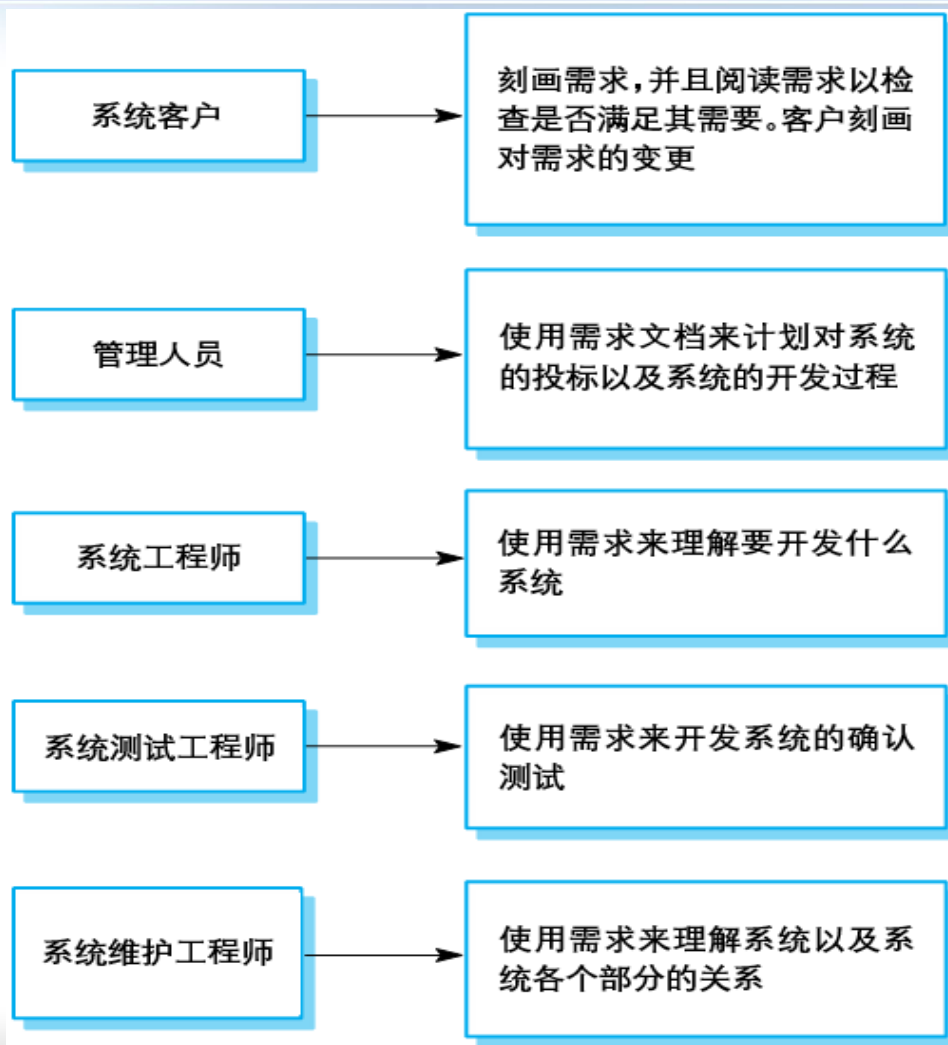 系统客户
刻画需求,并且阅读需求以检
查是否满足其需要。客户刻画
对需求的变更
管理人员
使用需求文档来计划对系统
的投标以及系统的开发过程
系统工程师
使用需求来理解要开发什么
系统
系统测试工程师
使用需求来开发系统的确认
测试
系统维护工程师
使用需求来理解系统以及系
统各个部分的关系